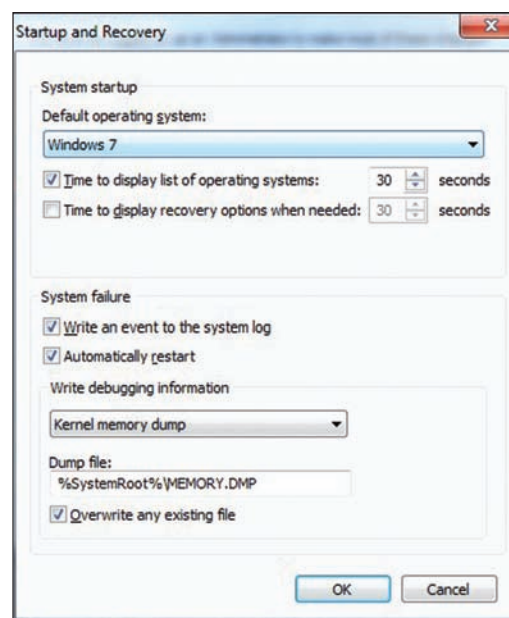 Startup and Recovery
System startup
Default operating system:
Windows 7
Time to display list of operating systems: 30 seconds
Time to display recovery options when needed: 30 seconds
System failure
Write an event to the system log
Automatically restart
Write debugging information
Kernel memory dump
Dump file:
%SystemRoot%\MEMORY.DMP
Overwrite any existing file
OK Cancel